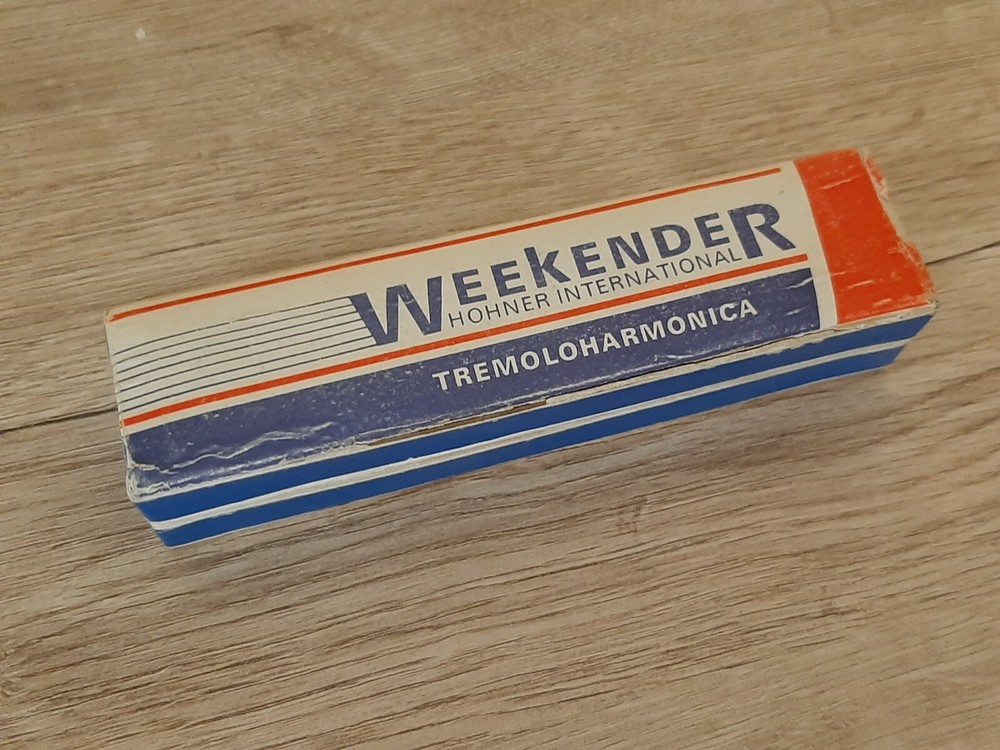 WEEKENDER
HOHNER INTERNATIONAL
TREMOLOHARMONICA